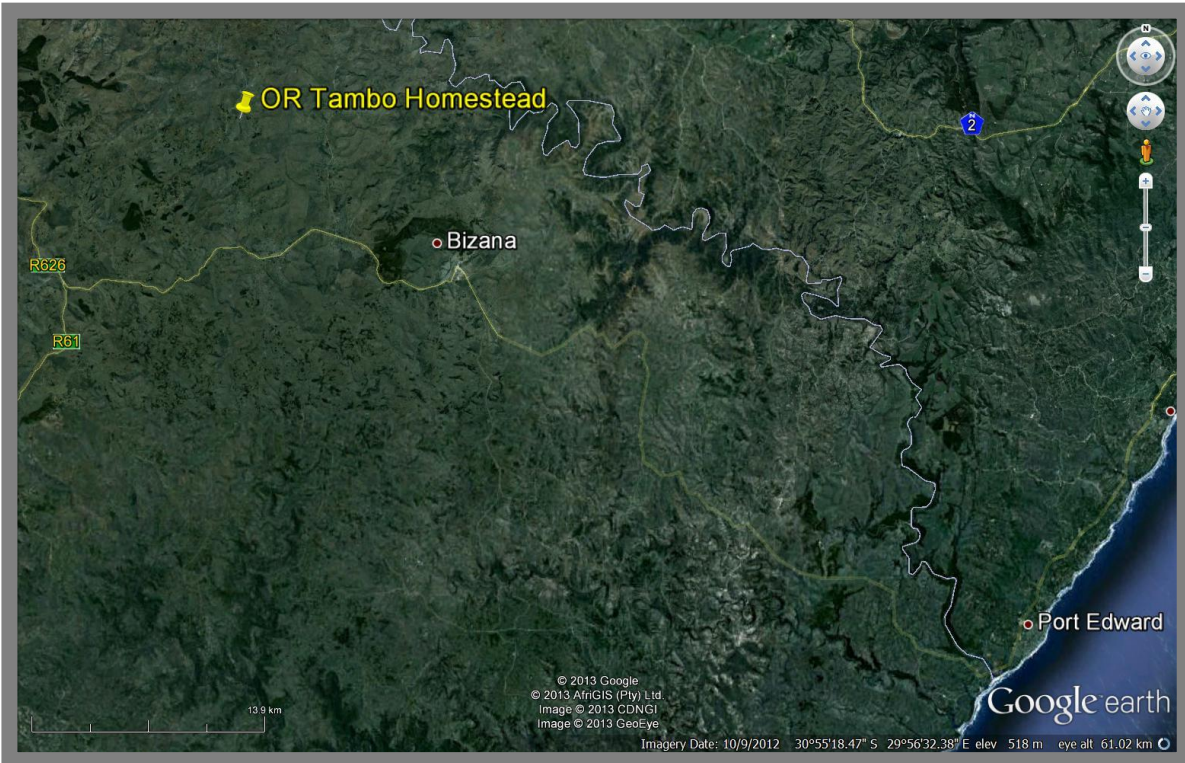 N
OR Tambo Homestead
N
2
Bizana
R626
R61
Port Edward
© 2013 Google
© 2013 AfriGIS (Pty) Ltd.
Image © 2013 CDNGI
Image © 2013 GeoEye
Google earth
13.9 km
Imagery Date: 10/9/2012 30°55'18.47" S 29°56'32.38" E elev 518 m eye alt 61.02 km